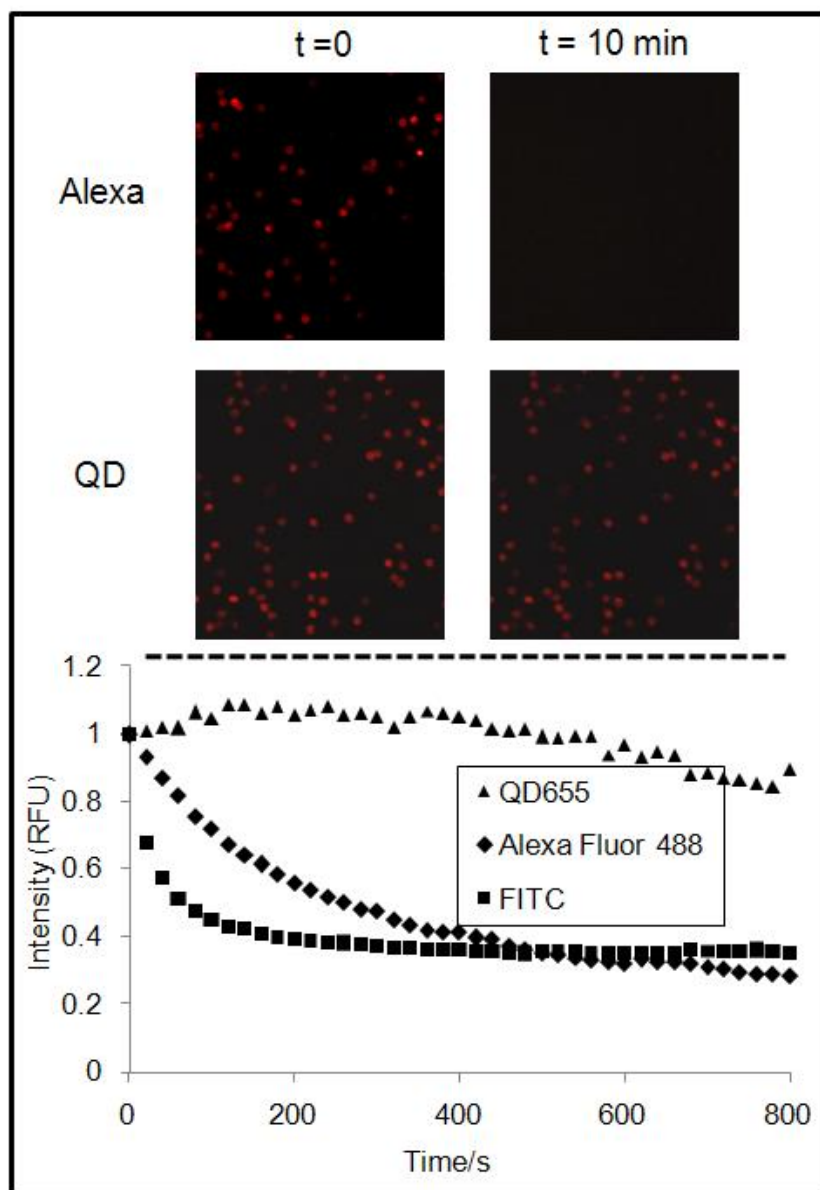 t =0
t = 10 min
Alexa
QD
1.2
1
0.8
0.6
0.4
0.2
0
Intensity (RFU)
QD655
Alexa Fluor 488
FITC
0
200
400
600
800
Time/s